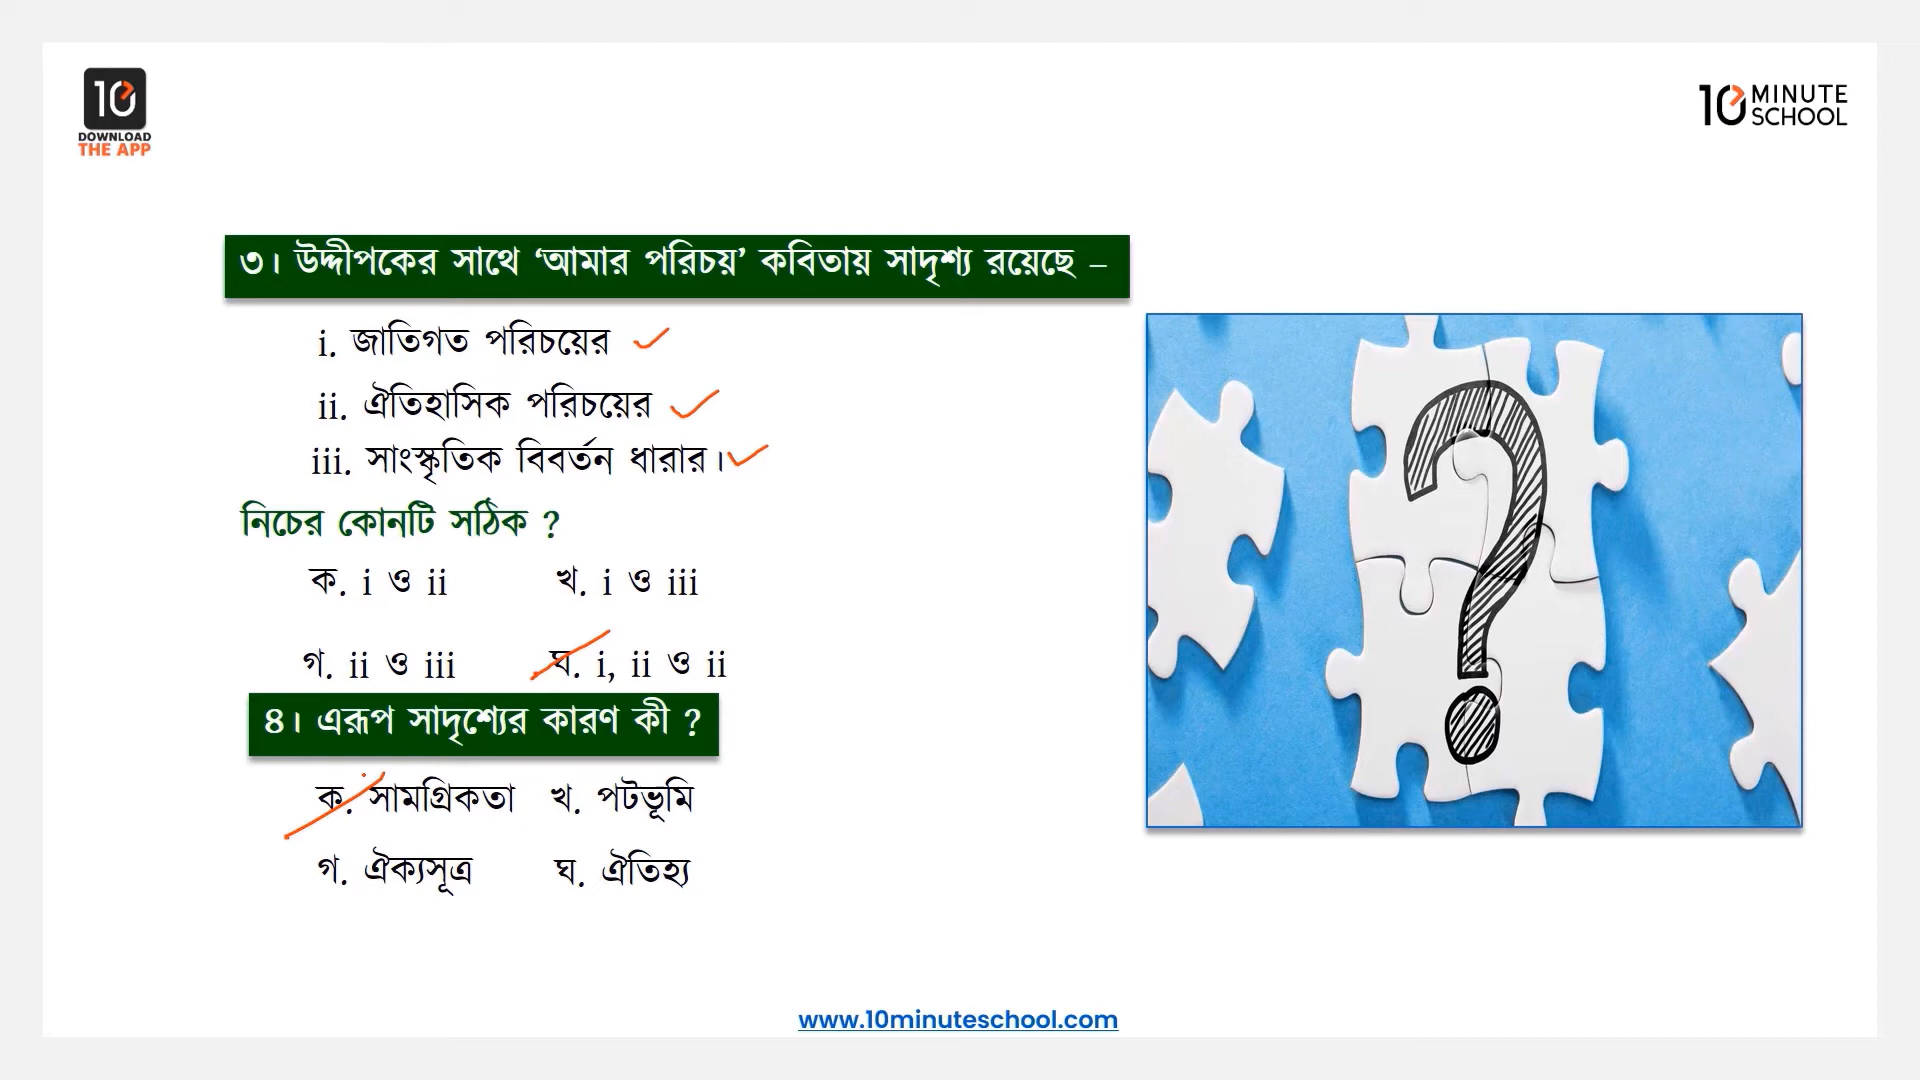 10
DOWNLOAD
THE APP
10 MINUTE
SCHOOL
৩। উদ্দীপকের সাথে ‘আমার পরিচয়’ কবিতায় সাদৃশ্য রয়েছে –
i. জাতিগত পরিচয়ের
ii. ঐতিহাসিক পরিচয়ের
iii. সাংস্কৃতিক বিবর্তন ধারার।
নিচের কোনটি সঠিক ?
ক. i ও ii খ. i ও iii
গ. ii ও iii ঘ. i, ii ও ii
৪। এরূপ সাদৃশ্যের কারণ কী ?
ক. সামগ্রিকতা খ. পটভূমি
গ. ঐক্যসূত্র ঘ. ঐতিহ্য
?
www.10minuteschool.com